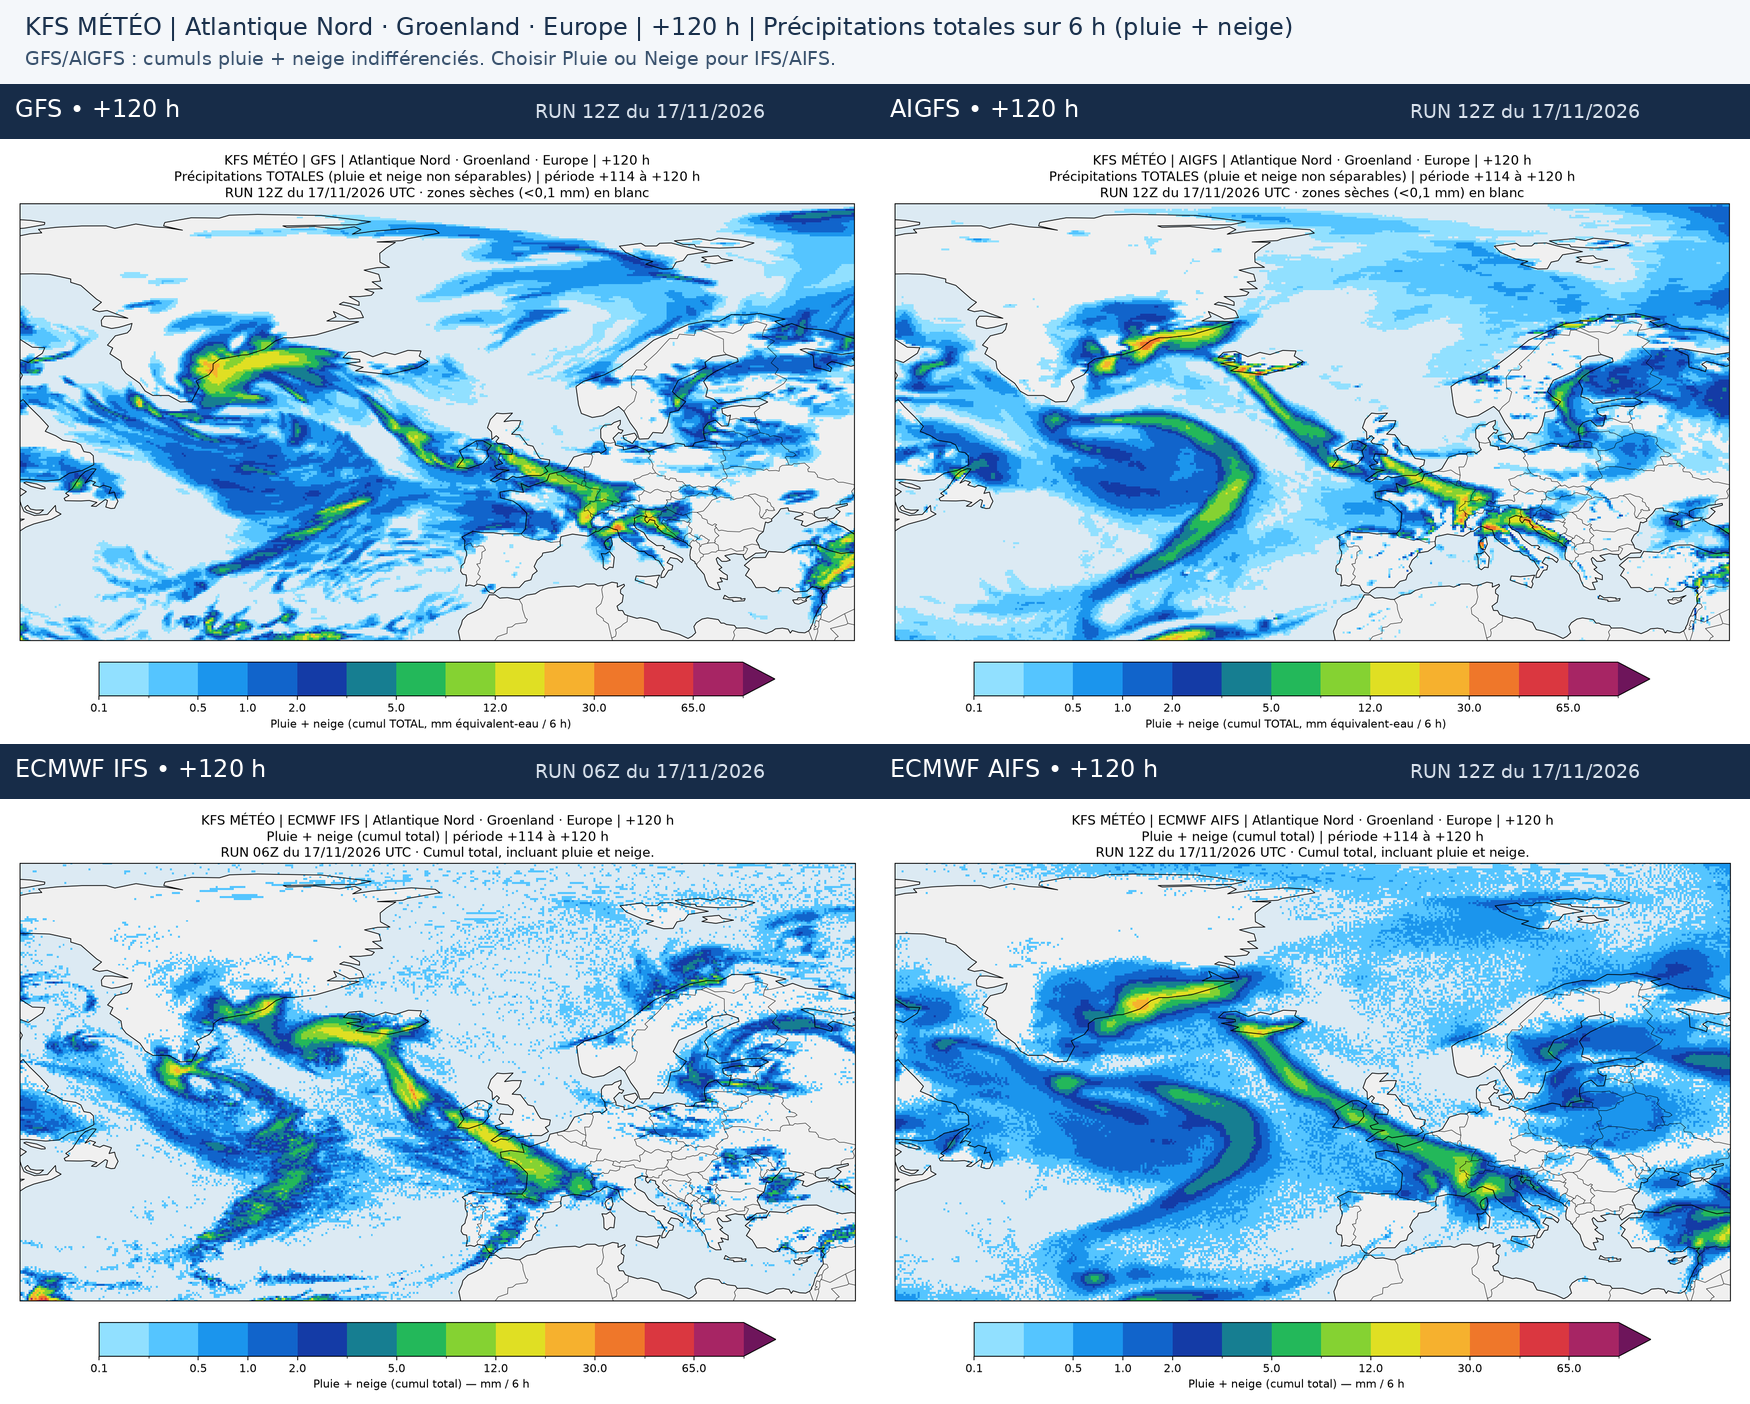 KFS MÉTÉO | Atlantique Nord · Groenland · Europe | +120 h | Précipitations totales sur 6 h (pluie + neige)
GFS/AIGFS : cumuls pluie + neige indifférenciés. Choisir Pluie ou Neige pour IFS/AIFS.
GFS • +120 h
RUN 12Z du 17/11/2026
KFS MÉTÉO | GFS | Atlantique Nord · Groenland · Europe | +120 h
Précipitations TOTALES (pluie et neige non séparables) | période +114 à +120 h
RUN 12Z du 17/11/2026 UTC · zones sèches (<0,1 mm) en blanc
0.1 0.5 1.0 2.0 5.0 12.0 30.0 65.0
Pluie + neige (cumul TOTAL, mm équivalent-eau / 6 h)
AIGFS • +120 h
RUN 12Z du 17/11/2026
KFS MÉTÉO | AIGFS | Atlantique Nord · Groenland · Europe | +120 h
Précipitations TOTALES (pluie et neige non séparables) | période +114 à +120 h
RUN 12Z du 17/11/2026 UTC · zones sèches (<0,1 mm) en blanc
0.1 0.5 1.0 2.0 5.0 12.0 30.0 65.0
Pluie + neige (cumul TOTAL, mm équivalent-eau / 6 h)
ECMWF IFS • +120 h
RUN 06Z du 17/11/2026
KFS MÉTÉO | ECMWF IFS | Atlantique Nord · Groenland · Europe | +120 h
Pluie + neige (cumul total) | période +114 à +120 h
RUN 06Z du 17/11/2026 UTC · Cumul total, incluant pluie et neige.
0.1 0.5 1.0 2.0 5.0 12.0 30.0 65.0
Pluie + neige (cumul total) — mm / 6 h
ECMWF AIFS • +120 h
RUN 12Z du 17/11/2026
KFS MÉTÉO | ECMWF AIFS | Atlantique Nord · Groenland · Europe | +120 h
Pluie + neige (cumul total) | période +114 à +120 h
RUN 12Z du 17/11/2026 UTC · Cumul total, incluant pluie et neige.
0.1 0.5 1.0 2.0 5.0 12.0 30.0 65.0
Pluie + neige (cumul total) — mm / 6 h